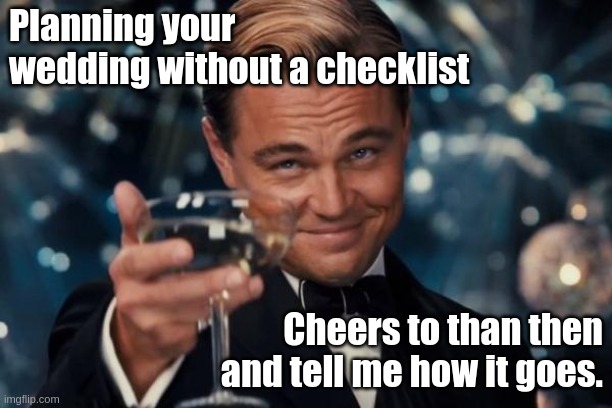 Planning your
wedding without a checklist
Cheers to than then
and tell me how it goes.
imgflip.com